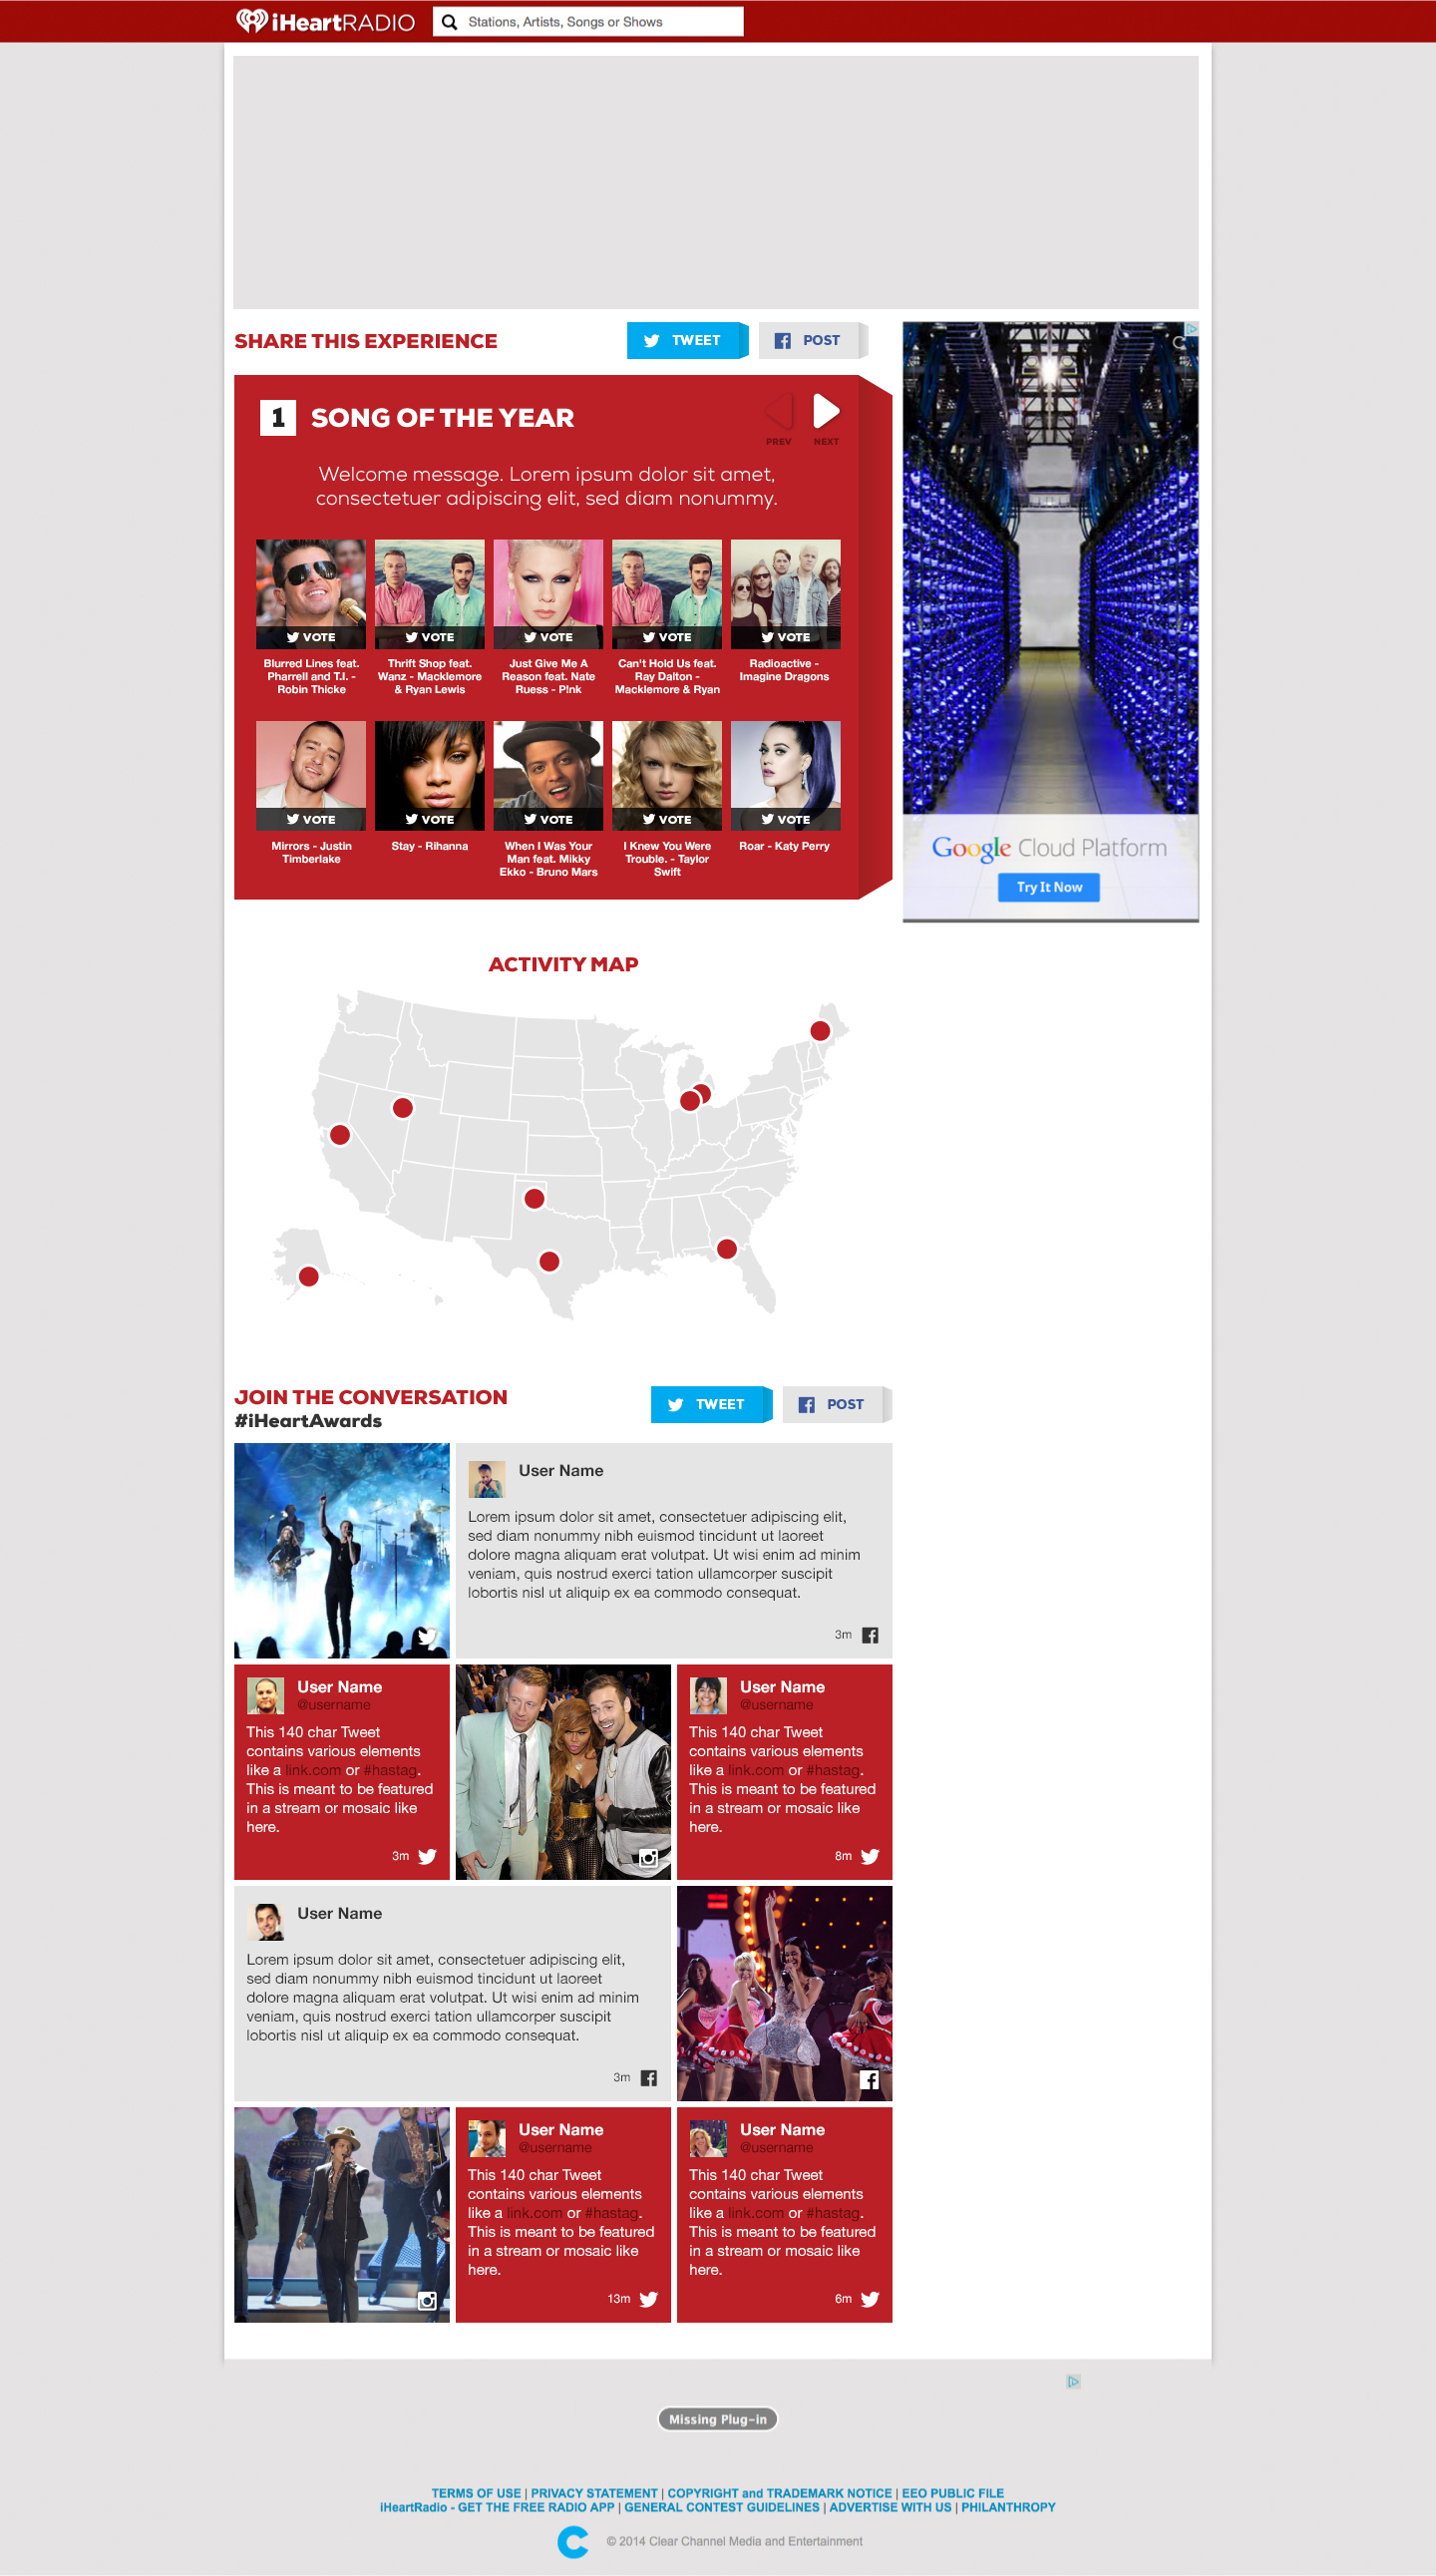 iHeartRADIO
Stations, Artists, Songs or Shows
SHARE THIS EXPERIENCE
TWEET
POST
1 SONG OF THE YEAR
PREV
NEXT
Welcome message. Lorem ipsum dolor sit amet,
consectetuer adipiscing elit, sed diam nonummy.
VOTE
VOTE
VOTE
VOTE
VOTE
Blurred Lines feat.
Pharrell and T.I. -
Robin Thicke
Thrift Shop feat.
Wanz - Macklemore
& Ryan Lewis
Just Give Me A
Reason feat. Nate
Ruess - P!nk
Can't Hold Us feat.
Ray Dalton -
Macklemore & Ryan
Radioactive -
Imagine Dragons
VOTE
VOTE
VOTE
VOTE
VOTE
Mirrors - Justin
Timberlake
Stay - Rihanna
When I Was Your
Man feat. Mikky
Ekko - Bruno Mars
I Knew You Were
Trouble. - Taylor
Swift
Roar - Katy Perry
Google Cloud Platform
Try It Now
ACTIVITY MAP
JOIN THE CONVERSATION
#iHeartAwards
TWEET
POST
User Name
Lorem ipsum dolor sit amet, consectetuer adipiscing elit,
sed diam nonummy nibh euismod tincidunt ut laoreet
dolore magna aliquam erat volutpat. Ut wisi enim ad minim
veniam, quis nostrud exerci tation ullamcorper suscipit
lobortis nisl ut aliquip ex ea commodo consequat.
3m
User Name
@username
This 140 char Tweet
contains various elements
like a link.com or #hastag.
This is meant to be featured
in a stream or mosaic like
here.
3m
User Name
@username
This 140 char Tweet
contains various elements
like a link.com or #hastag.
This is meant to be featured
in a stream or mosaic like
here.
8m
User Name
Lorem ipsum dolor sit amet, consectetuer adipiscing elit,
sed diam nonummy nibh euismod tincidunt ut laoreet
dolore magna aliquam erat volutpat. Ut wisi enim ad minim
veniam, quis nostrud exerci tation ullamcorper suscipit
lobortis nisl ut aliquip ex ea commodo consequat.
3m
User Name
@username
This 140 char Tweet
contains various elements
like a link.com or #hastag.
This is meant to be featured
in a stream or mosaic like
here.
13m
User Name
@username
This 140 char Tweet
contains various elements
like a link.com or #hastag.
This is meant to be featured
in a stream or mosaic like
here.
6m
Missing Plug-in
TERMS OF USE | PRIVACY STATEMENT | COPYRIGHT and TRADEMARK NOTICE | EEO PUBLIC FILE
iHeartRadio - GET THE FREE RADIO APP | GENERAL CONTEST GUIDELINES | ADVERTISE WITH US | PHILANTHROPY
© 2014 Clear Channel Media and Entertainment